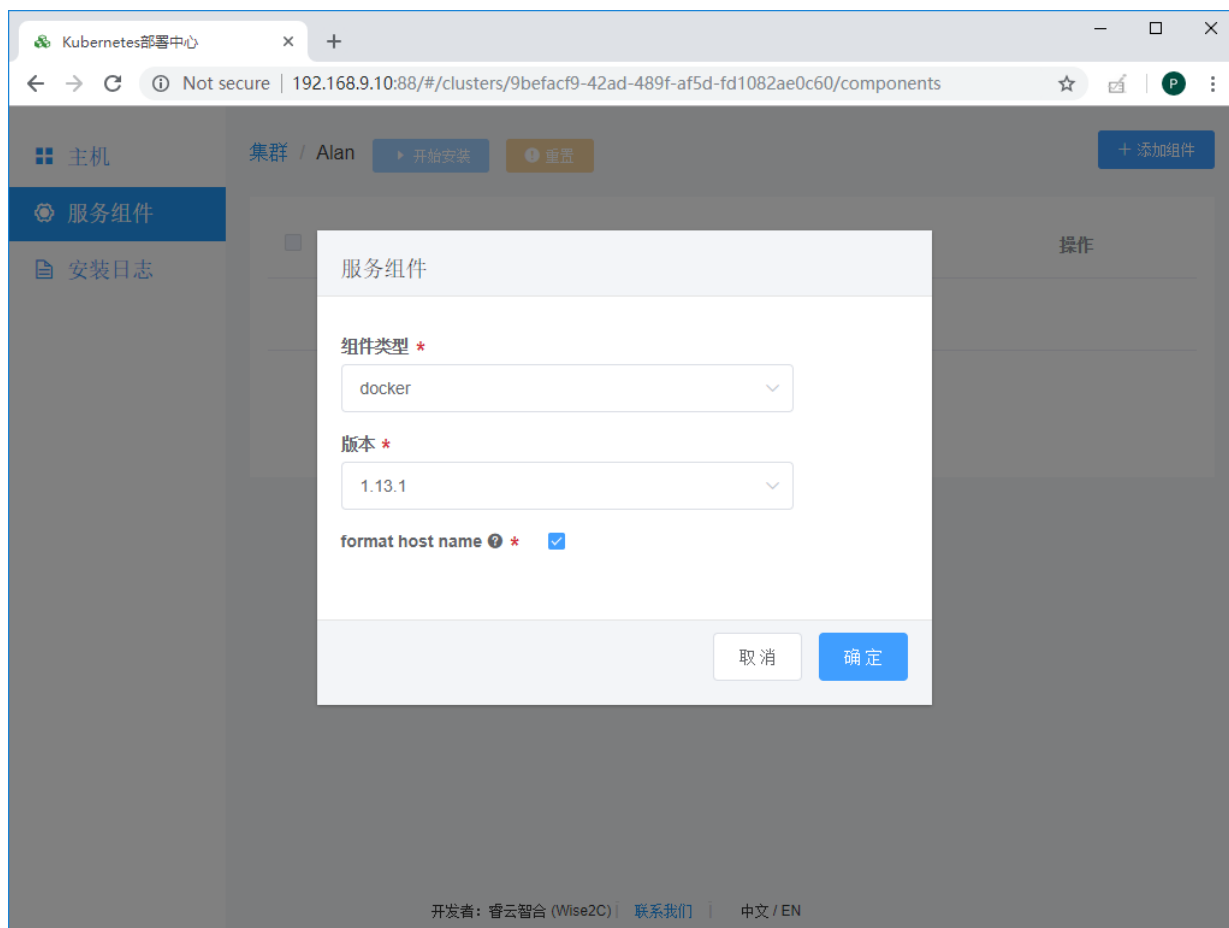 Kubernetes部署中心
Not secure | 192.168.9.10:88/#/clusters/9befacf9-42ad-489f-af5d-fd1082ae0c60/components
P
主机
集群 / Alan
开始安装
重置
+ 添加组件
服务组件
操作
安装日志
服务组件
组件类型 *
docker
版本 *
1.13.1
format host name ? *
取消
确定
开发者：睿云智合 (Wise2C) | 联系我们 | 中文 / EN